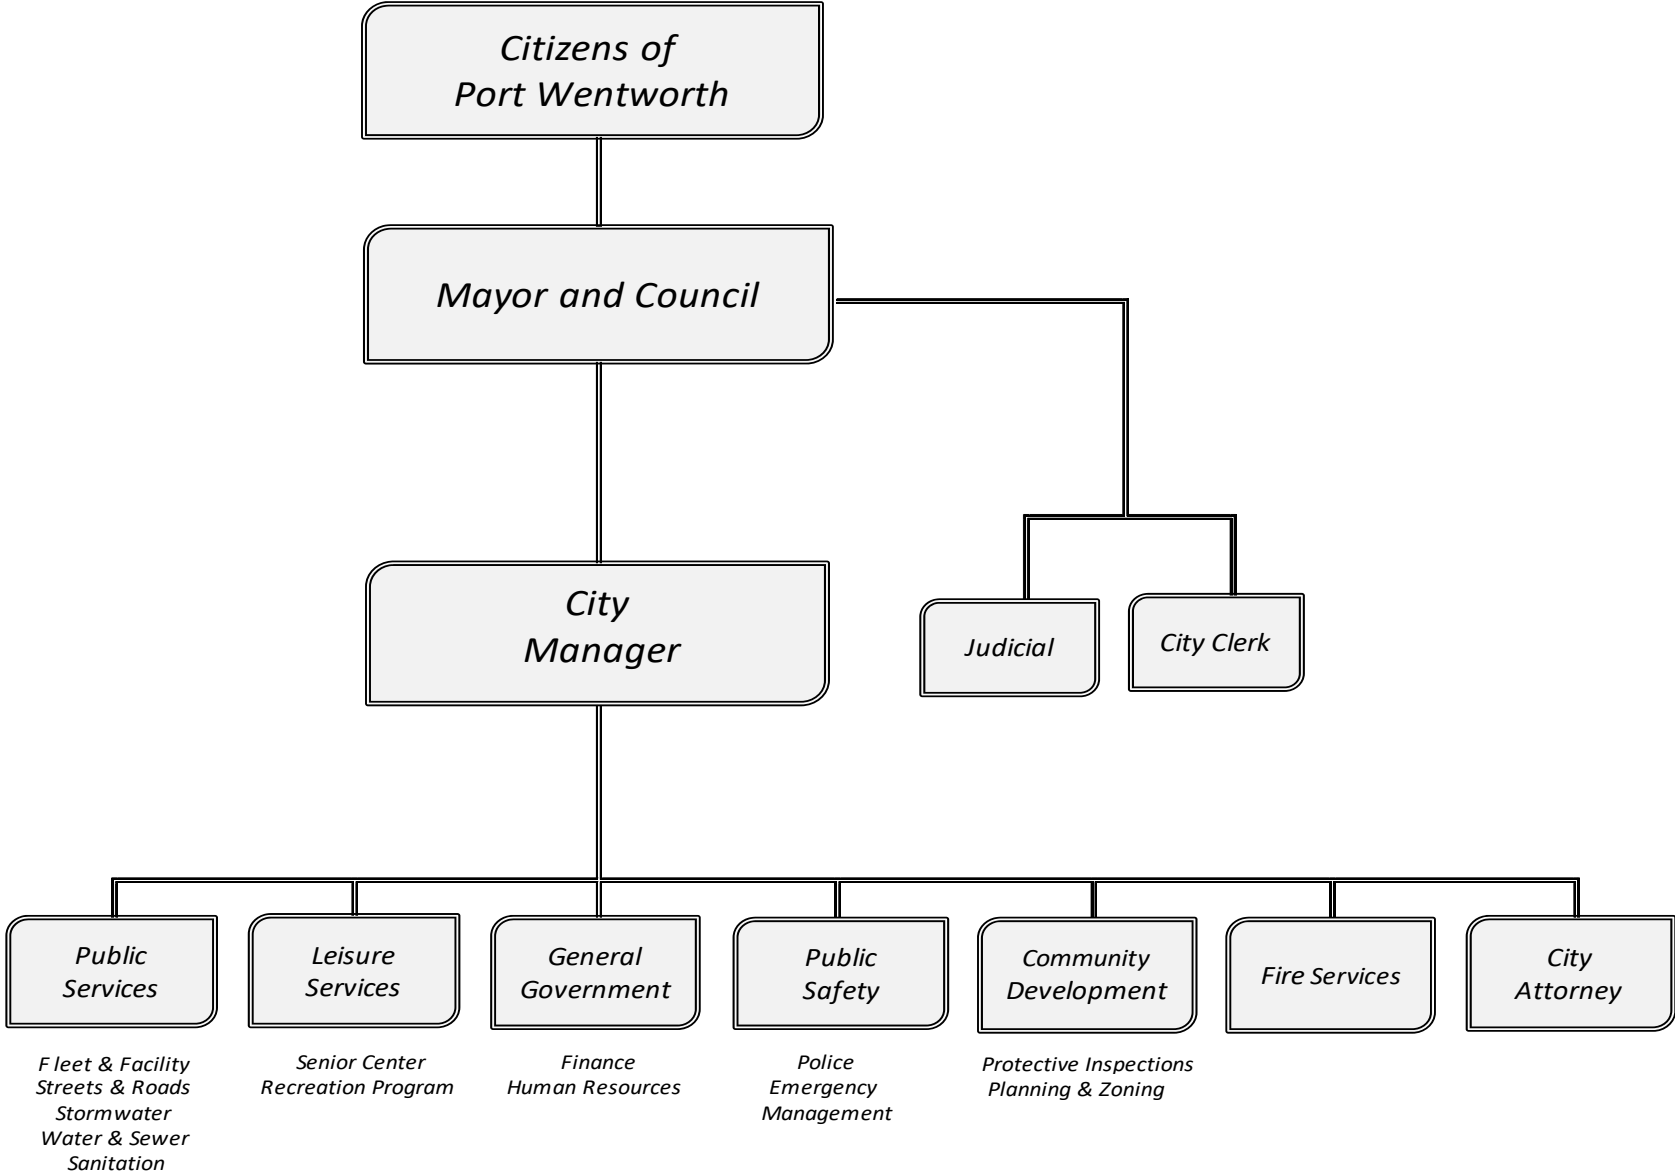 Citizens of
Port Wentworth
Mayor and Council
City
Manager
Judicial
City Clerk
Public
Services
Leisure
Services
General
Government
Public
Safety
Community
Development
Fire Services
City
Attorney
Fleet & Facility
Streets & Roads
Stormwater
Water & Sewer
Sanitation
Senior Center
Recreation Program
Finance
Human Resources
Police
Emergency
Management
Protective Inspections
Planning & Zoning